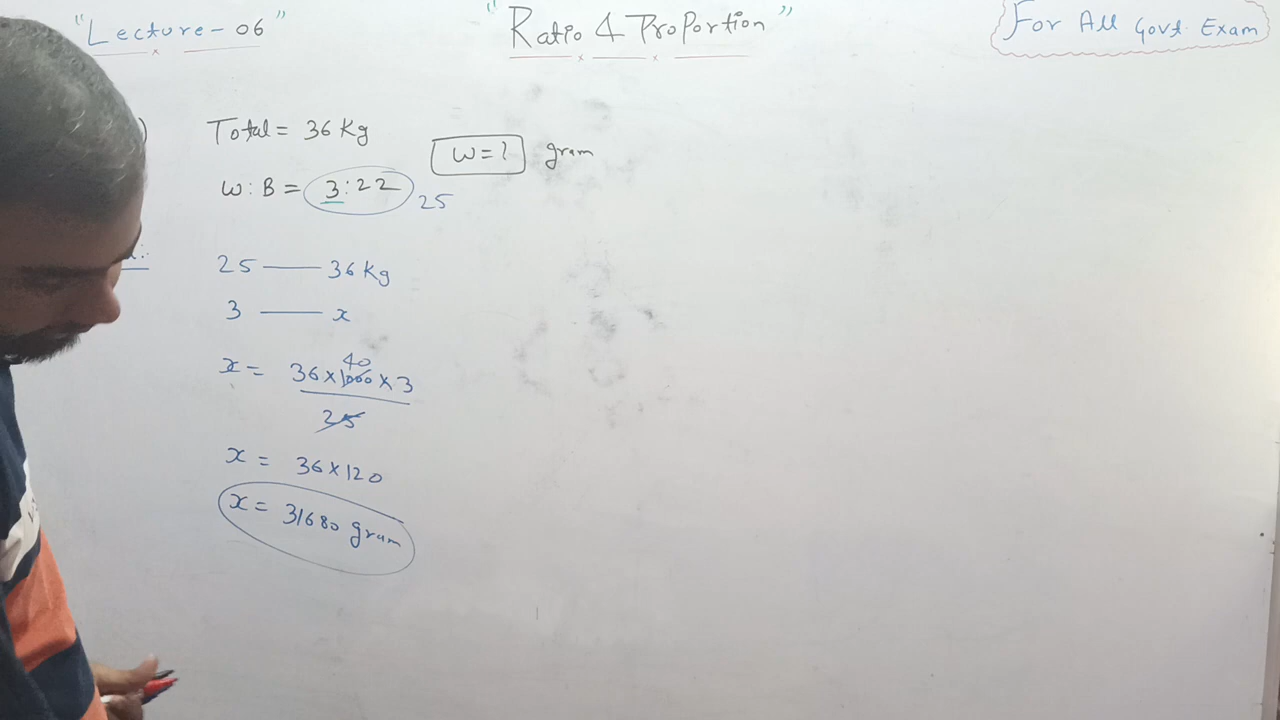 "Lecture-06"
"Ratio & Proportion"
For All Govt. Exam
)
Total = 36 Kg
W = ? gram
W : B = 3 : 22
25
25 — 36 Kg
3 — x
x = 36 × 1000 × 3
40
25
x = 36 × 120
x = 31680 gram